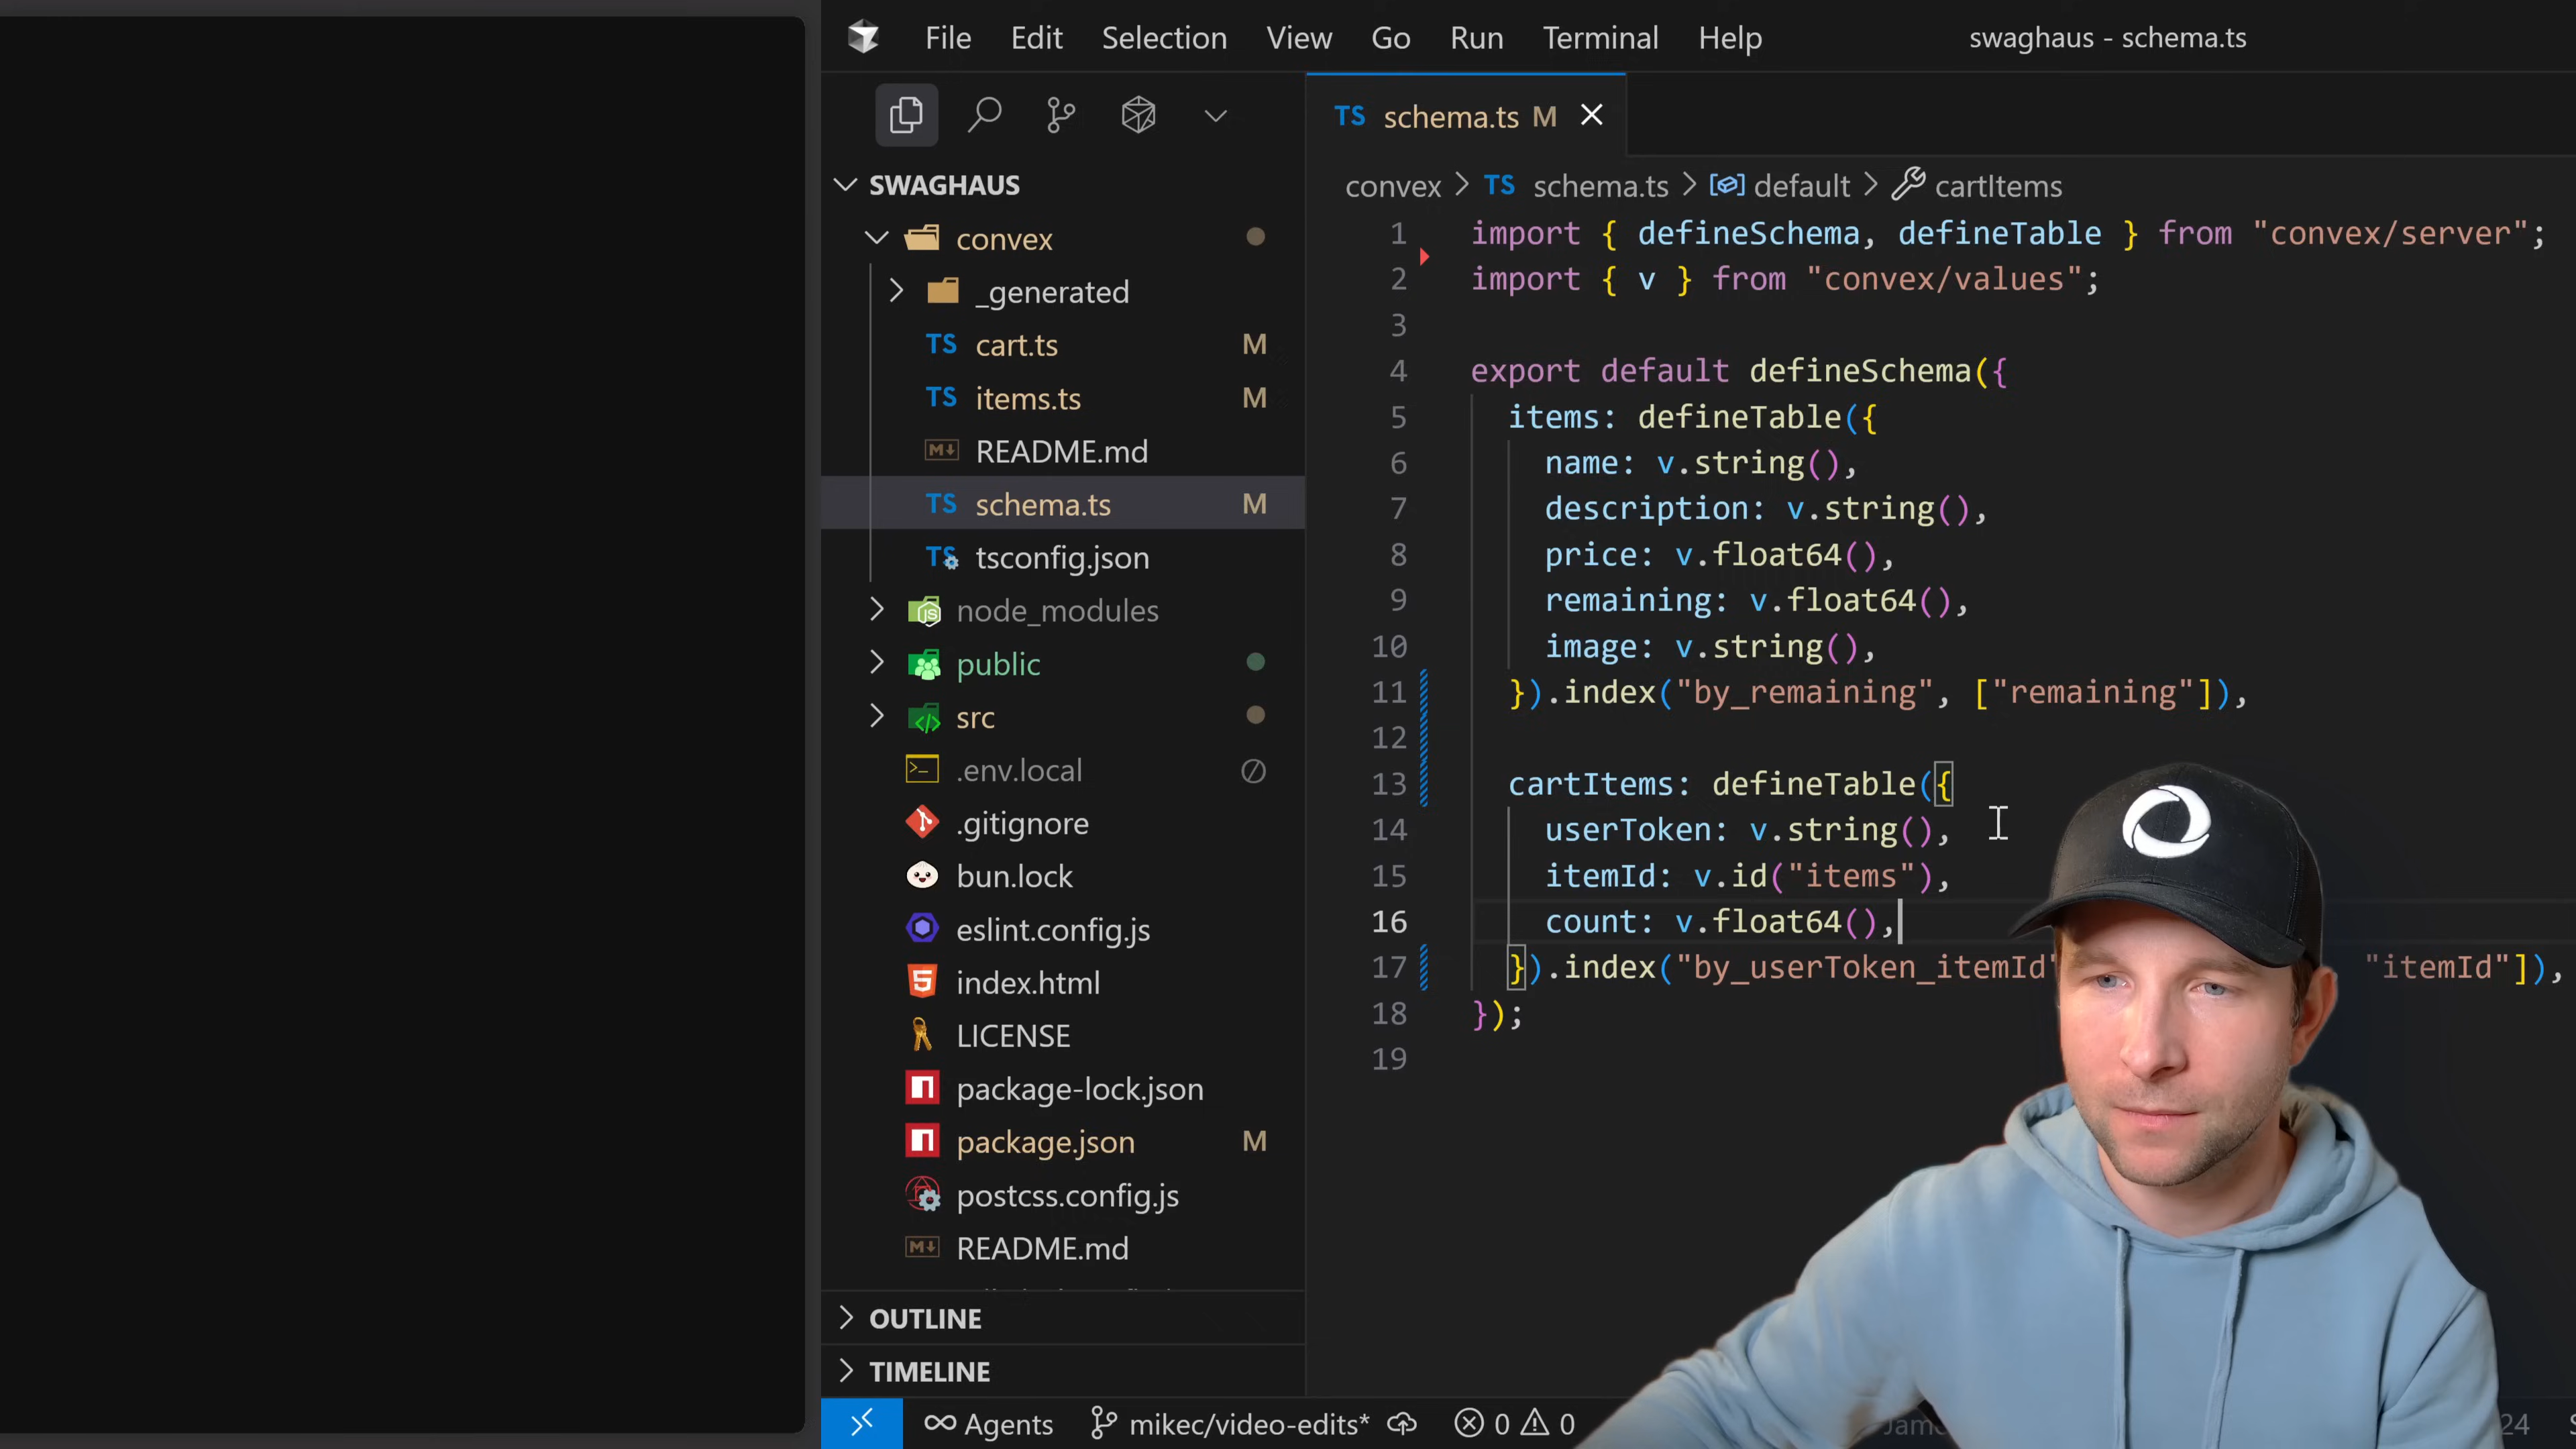 File Edit Selection View Go Run Terminal Help swaghaus - schema.ts
TS schema.ts M
SWAGHAUS
convex
_generated
TS cart.ts M
TS items.ts M
README.md
TS schema.ts M
TS tsconfig.json
node_modules
public
src
.env.local
.gitignore
bun.lock
eslint.config.js
index.html
LICENSE
package-lock.json
package.json M
postcss.config.js
README.md
OUTLINE
TIMELINE
convex > TS schema.ts > default > cartItems
1 import { defineSchema, defineTable } from "convex/server";
2 import { v } from "convex/values";
3
4 export default defineSchema({
5 items: defineTable({
6 name: v.string(),
7 description: v.string(),
8 price: v.float64(),
9 remaining: v.float64(),
10 image: v.string(),
11 }).index("by_remaining", ["remaining"]),
12
13 cartItems: defineTable({
14 userToken: v.string(),
15 itemId: v.id("items"),
16 count: v.float64(),
17 }).index("by_userToken_itemId" "itemId"]),
18 });
19
Agents mikec/video-edits* 0 0 24